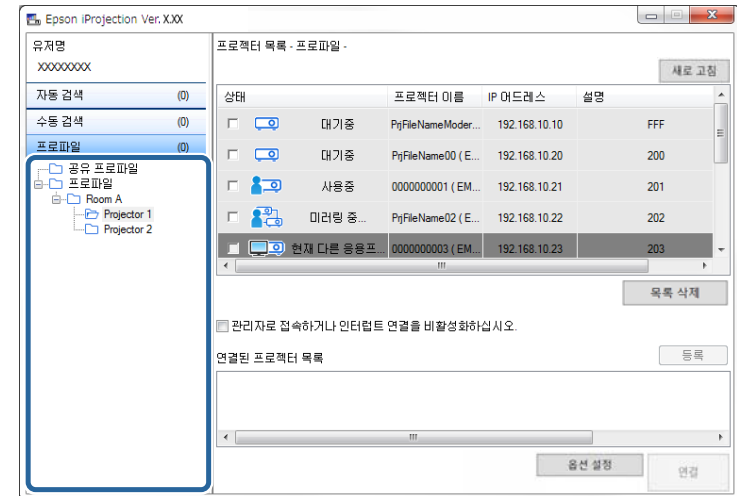 Epson iProjection Ver. X.XX
유저명
XXXXXXXX
자동 검색 (0)
수동 검색 (0)
프로파일 (0)
공유 프로파일
프로파일
Room A
Projector 1
Projector 2
프로젝터 목록 - 프로파일 -
새로 고침
상태 프로젝터 이름 IP 어드레스 설명
대기중 PrjFileNameModer... 192.168.10.10 FFF
대기중 PrjFileName00 ( E... 192.168.10.20 200
사용중 0000000001 ( EM... 192.168.10.21 201
미러링 중... PrjFileName02 ( E... 192.168.10.22 202
현재 다른 응용프... 0000000003 ( EM... 192.168.10.23 203
목록 삭제
관리자로 접속하거나 인터럽트 연결을 비활성화하십시오.
연결된 프로젝터 목록
등록
옵션 설정
연결